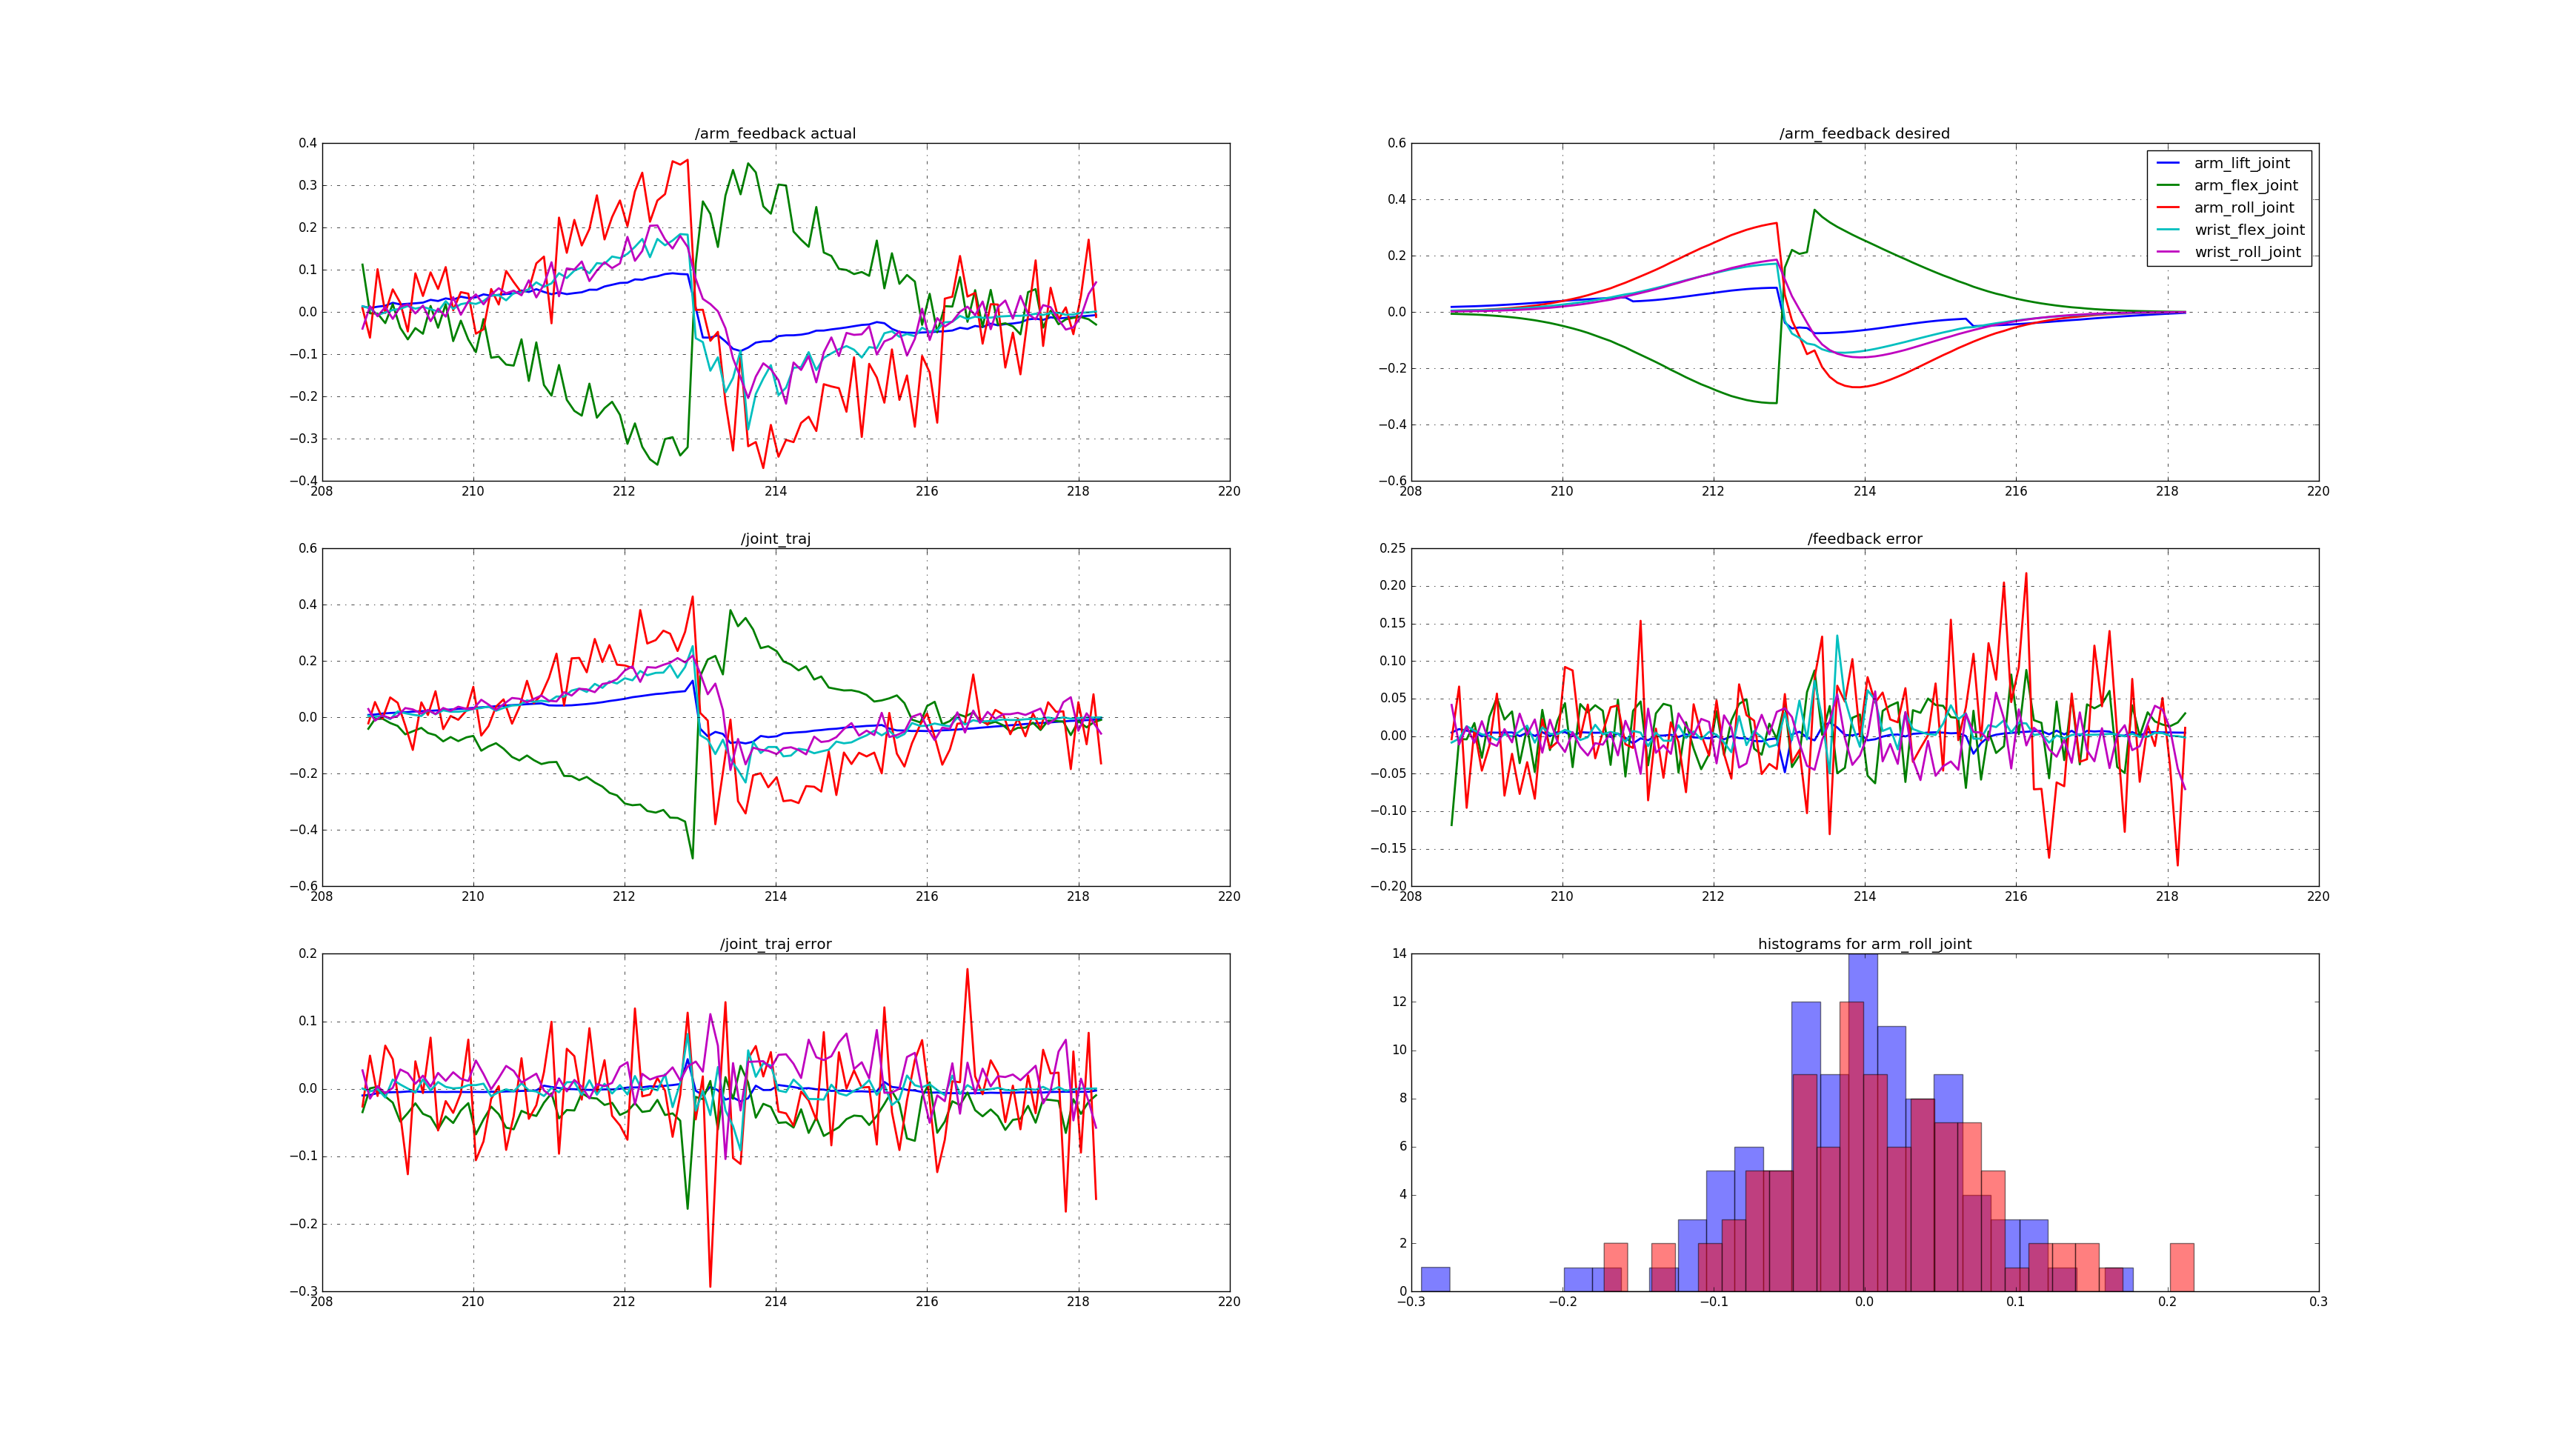 /arm_feedback actual
0.4
0.3
0.2
0.1
0.0
−0.1
−0.2
−0.3
−0.4
208 210 212 214 216 218 220
/arm_feedback desired
0.6
0.4
0.2
0.0
−0.2
−0.4
−0.6
208 210 212 214 216 218 220
arm_lift_joint
arm_flex_joint
arm_roll_joint
wrist_flex_joint
wrist_roll_joint
/joint_traj
0.6
0.4
0.2
0.0
−0.2
−0.4
−0.6
208 210 212 214 216 218 220
/feedback error
0.25
0.20
0.15
0.10
0.05
0.00
−0.05
−0.10
−0.15
−0.20
208 210 212 214 216 218 220
/joint_traj error
0.2
0.1
0.0
−0.1
−0.2
−0.3
208 210 212 214 216 218 220
histograms for arm_roll_joint
14
12
10
8
6
4
2
0
−0.3 −0.2 −0.1 0.0 0.1 0.2 0.3